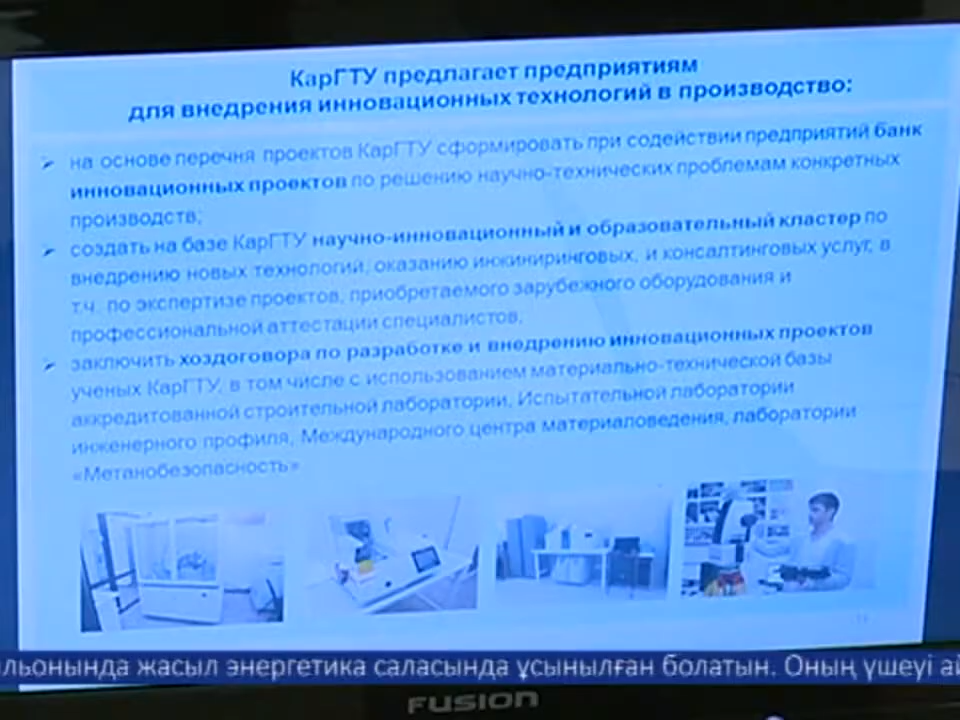 КарГТУ предлагает предприятиям
для внедрения инновационных технологий в производство:
➢ на основе перечня проектов КарГТУ сформировать при содействии предприятий банк
инновационных проектов по решению научно-технических проблемам конкретных
производств;
➢ создать на базе КарГТУ научно-инновационный и образовательный кластер по
внедрению новых технологий, оказанию инжиниринговых, и консалтинговых услуг, в
т.ч. по экспертизе проектов, приобретаемого зарубежного оборудования и
профессиональной аттестации специалистов;
➢ заключить хоздоговора по разработке и внедрению инновационных проектов
ученых КарГТУ, в том числе с использованием материально-технической базы
аккредитованной строительной лаборатории, Испытательной лаборатории
инженерного профиля, Международного центра материаловедения, лаборатории
«Метанобезопасность»
льонында жасыл энергетика саласында ұсынылған болатын. Оның үшеуі ай
FUSION